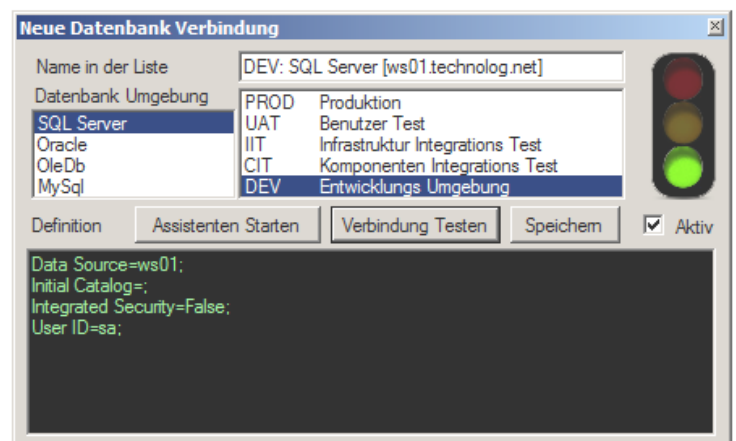 Neue Datenbank Verbindung
Name in der Liste
DEV: SQL Server [ws01.technolog.net]
Datenbank Umgebung
SQL Server
Oracle
OleDb
MySql
PROD Produktion
UAT Benutzer Test
IIT Infrastruktur Integrations Test
CIT Komponenten Integrations Test
DEV Entwicklungs Umgebung
Definition
Assistenten Starten
Verbindung Testen
Speichern
Aktiv
Data Source=ws01;
Initial Catalog=;
Integrated Security=False;
User ID=sa;